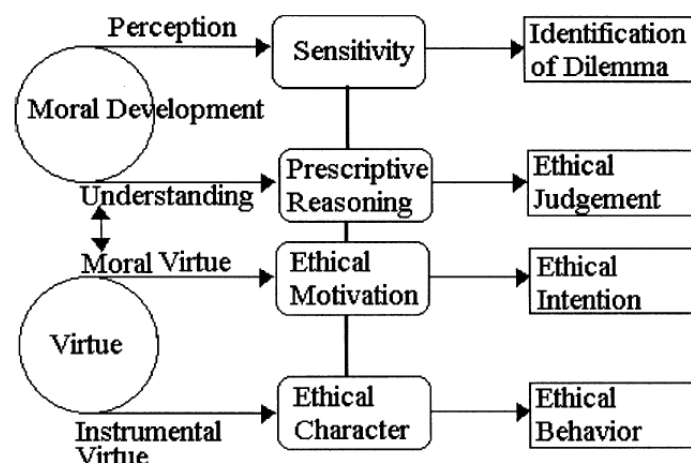 Perception
Sensitivity
Identification
of Dilemma
Moral Development
Understanding
Prescriptive
Reasoning
Ethical
Judgement
Moral Virtue
Ethical
Motivation
Ethical
Intention
Virtue
Instrumental
Virtue
Ethical
Character
Ethical
Behavior